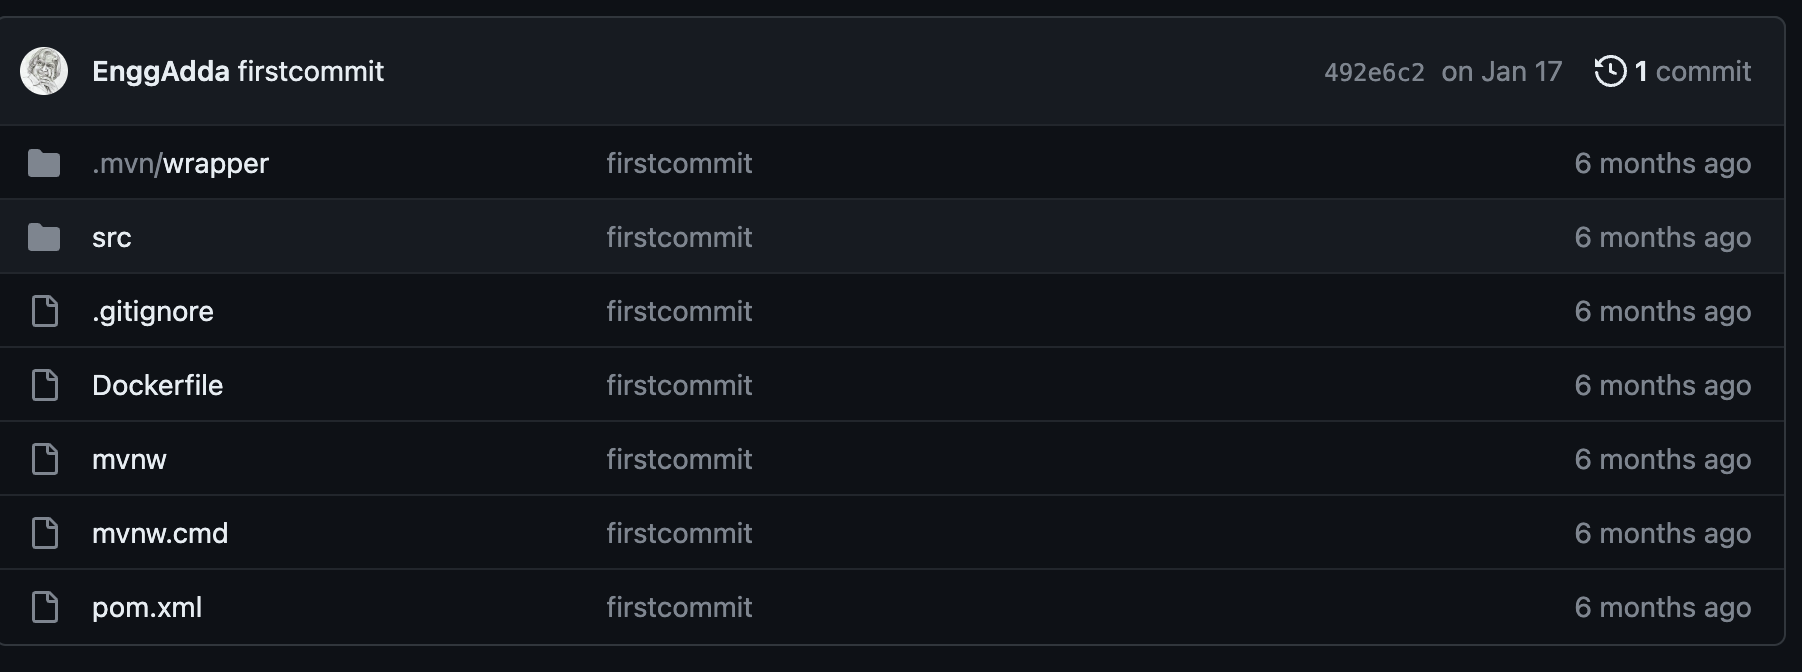 EnggAdda firstcommit 492e6c2 on Jan 17 1 commit
.mvn/wrapper firstcommit 6 months ago
src firstcommit 6 months ago
.gitignore firstcommit 6 months ago
Dockerfile firstcommit 6 months ago
mvnw firstcommit 6 months ago
mvnw.cmd firstcommit 6 months ago
pom.xml firstcommit 6 months ago